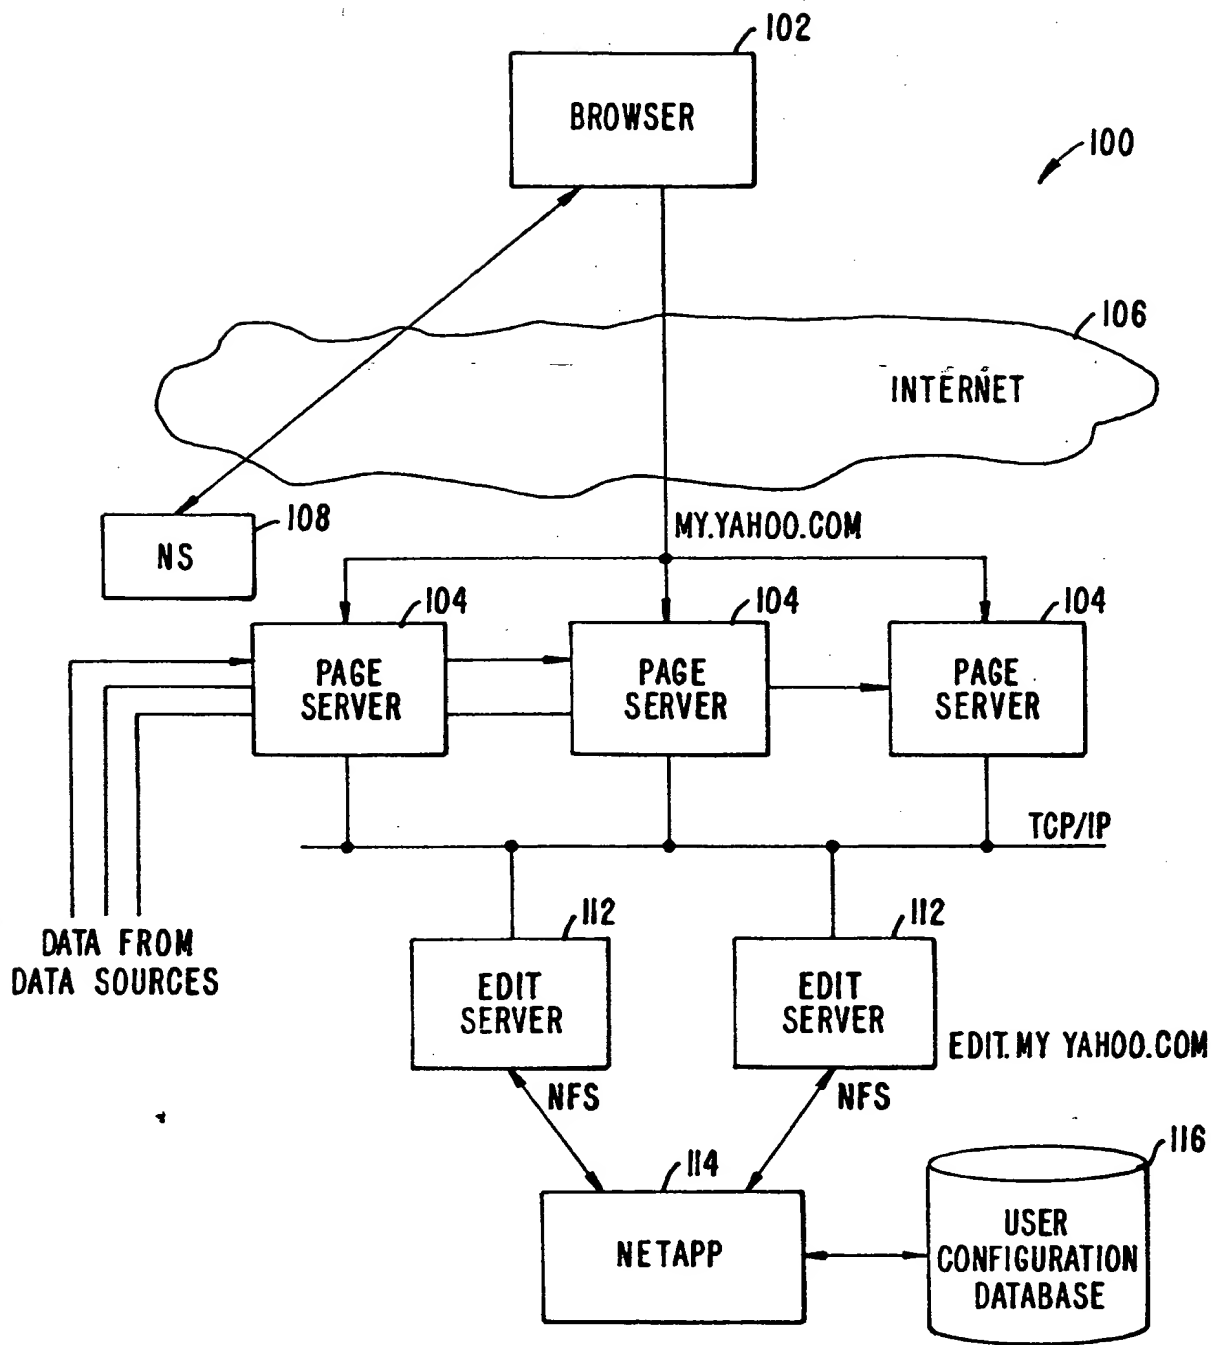 102
BROWSER
100
106
INTERNET
108
NS
MY.YAHOO.COM
104
PAGE
SERVER
104
PAGE
SERVER
104
PAGE
SERVER
TCP/IP
DATA FROM
DATA SOURCES
112
EDIT
SERVER
112
EDIT
SERVER
EDIT.MY YAHOO.COM
NFS
NFS
114
NETAPP
116
USER
CONFIGURATION
DATABASE